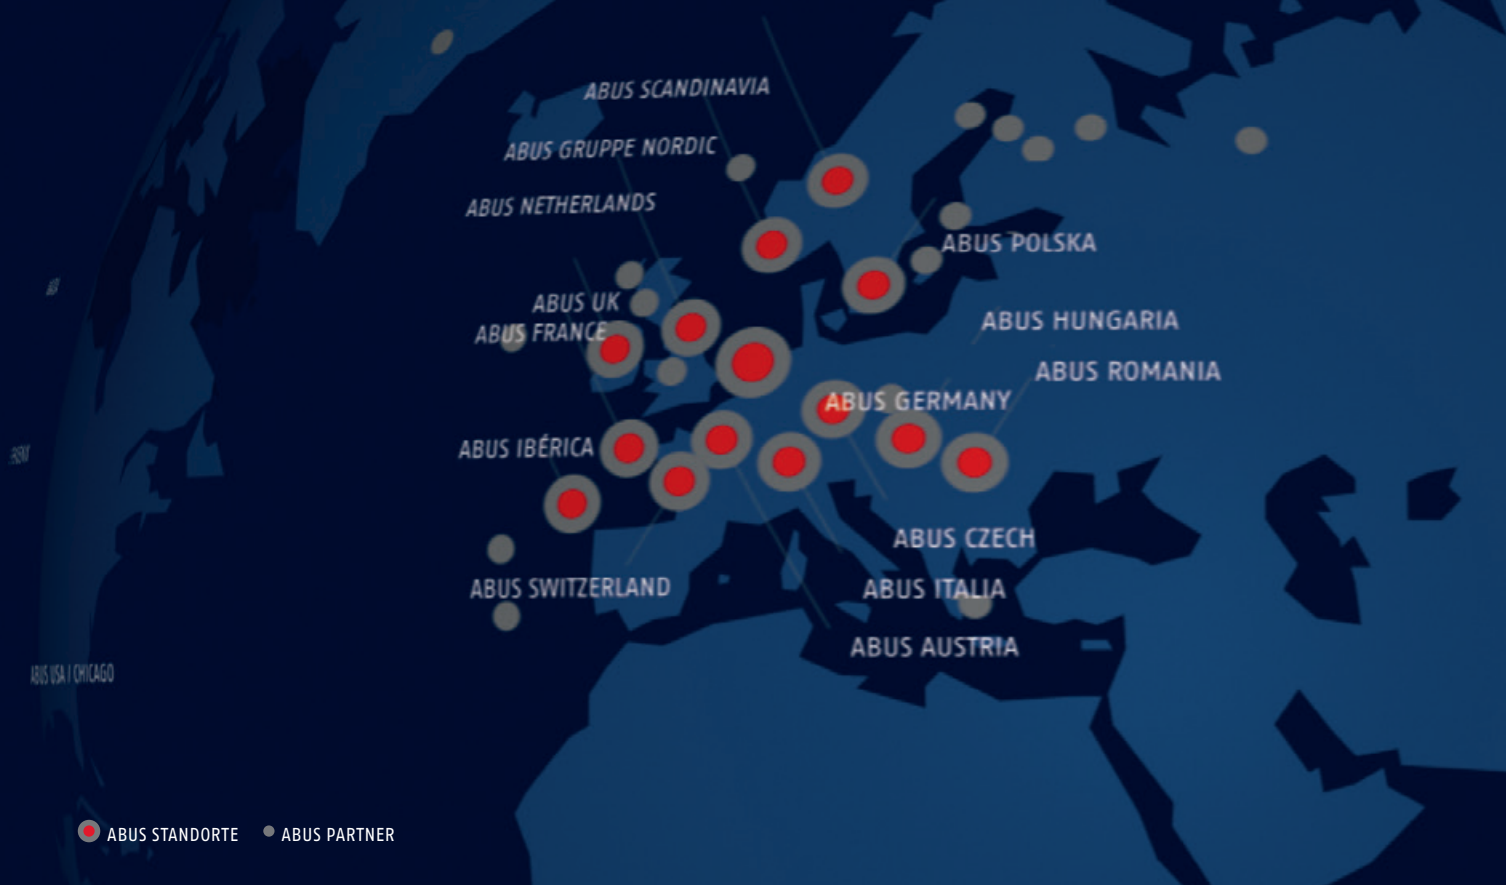 ABUS SCANDINAVIA
ABUS GRUPPE NORDIC
ABUS NETHERLANDS
ABUS POLSKA
ABUS UK
ABUS HUNGARIA
ABUS FRANCE
ABUS ROMANIA
ABUS GERMANY
ABUS IBÉRICA
ABUS CZECH
ABUS SWITZERLAND
ABUS ITALIA
ABUS AUSTRIA
ABUS USA | CHICAGO
ABUS STANDORTE
ABUS PARTNER